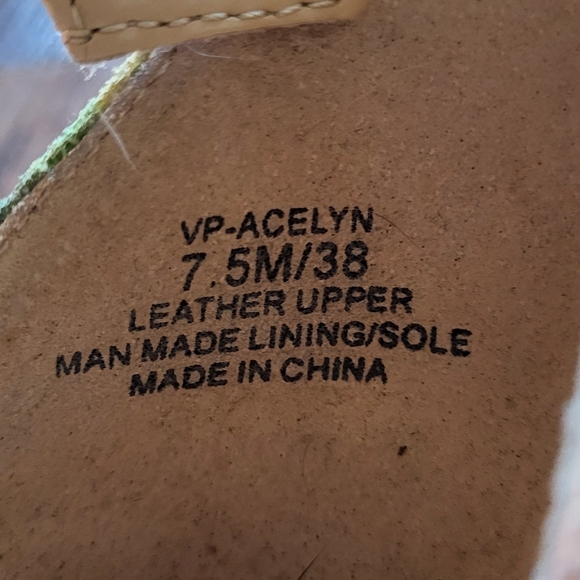 VP-ACELYN
7.5M/38
LEATHER UPPER
MAN MADE LINING/SOLE
MADE IN CHINA